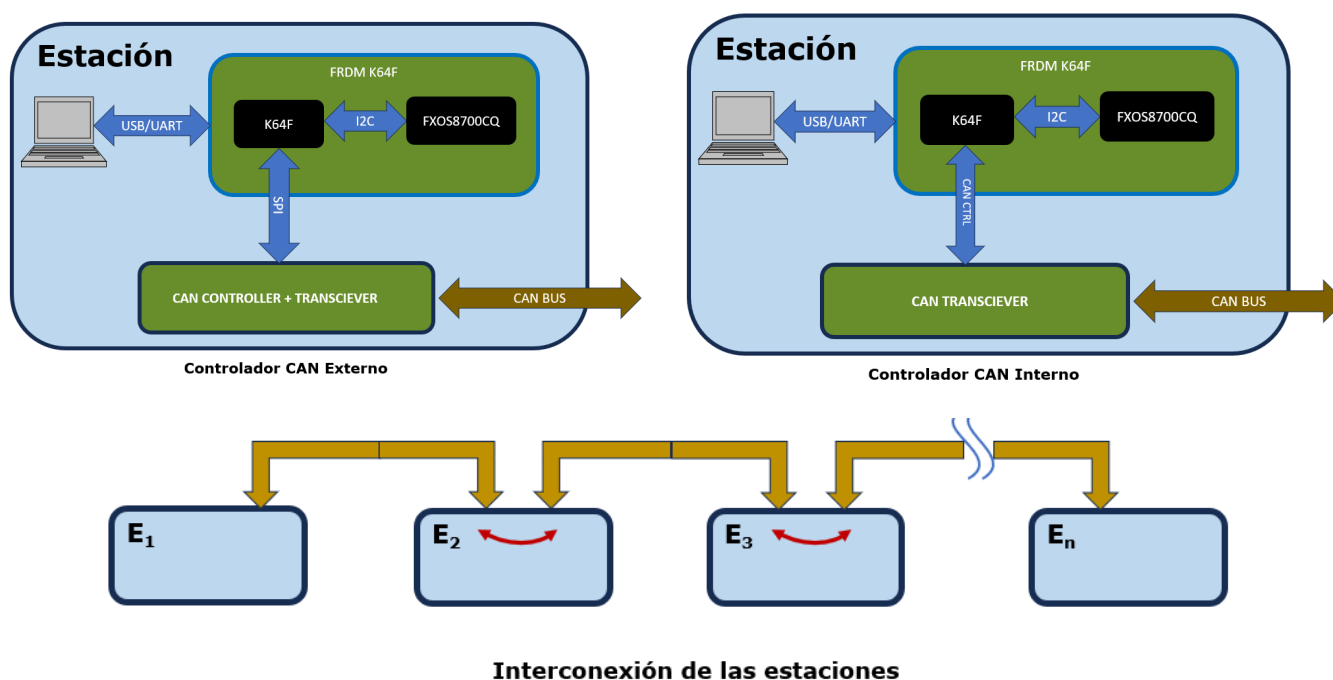 Estación
FRDM K64F
USB/UART
K64F
I2C
FXOS8700CQ
SPI
CAN CONTROLLER + TRANSCIEVER
CAN BUS
Controlador CAN Externo
Estación
FRDM K64F
USB/UART
K64F
I2C
FXOS8700CQ
CAN CTRL
CAN TRANSCIEVER
CAN BUS
Controlador CAN Interno
E1
E2
E3
En
Interconexión de las estaciones